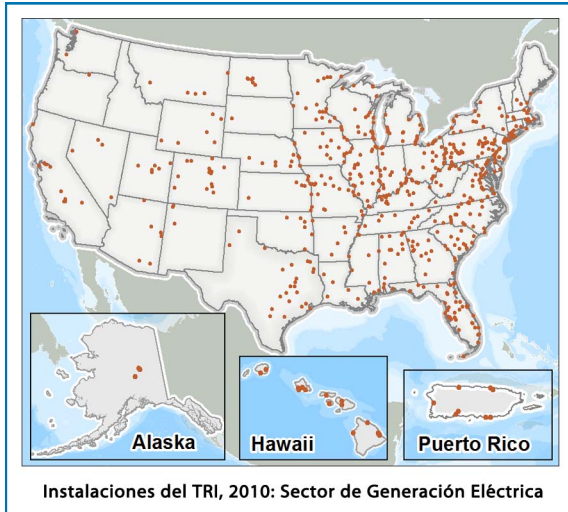 Alaska
Hawaii
Puerto Rico
Instalaciones del TRI, 2010: Sector de Generación Eléctrica